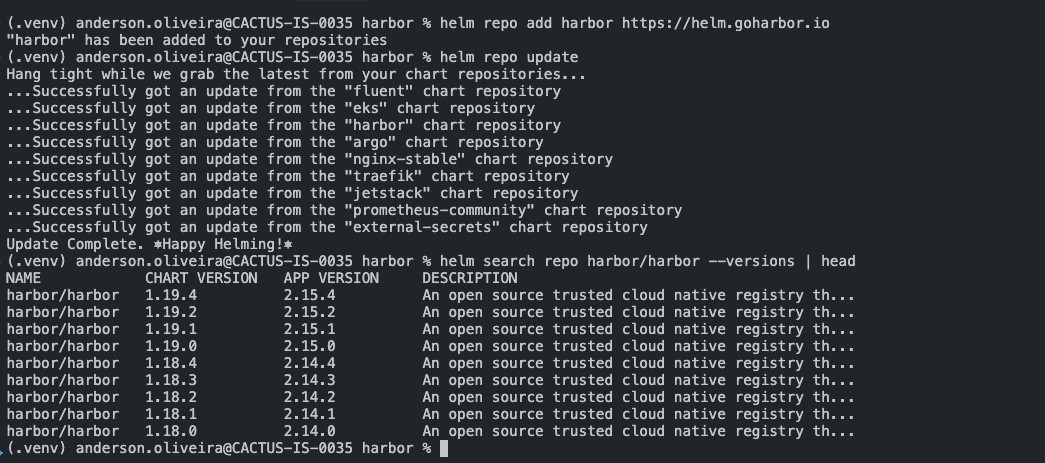 (.venv) anderson.oliveira@CACTUS-IS-0035 harbor % helm repo add harbor https://helm.goharbor.io
"harbor" has been added to your repositories
(.venv) anderson.oliveira@CACTUS-IS-0035 harbor % helm repo update
Hang tight while we grab the latest from your chart repositories...
...Successfully got an update from the "fluent" chart repository
...Successfully got an update from the "eks" chart repository
...Successfully got an update from the "harbor" chart repository
...Successfully got an update from the "argo" chart repository
...Successfully got an update from the "nginx-stable" chart repository
...Successfully got an update from the "traefik" chart repository
...Successfully got an update from the "jetstack" chart repository
...Successfully got an update from the "prometheus-community" chart repository
...Successfully got an update from the "external-secrets" chart repository
Update Complete. *Happy Helming!*
(.venv) anderson.oliveira@CACTUS-IS-0035 harbor % helm search repo harbor/harbor --versions | head
NAME CHART VERSION APP VERSION DESCRIPTION
harbor/harbor 1.19.4 2.15.4 An open source trusted cloud native registry th...
harbor/harbor 1.19.2 2.15.2 An open source trusted cloud native registry th...
harbor/harbor 1.19.1 2.15.1 An open source trusted cloud native registry th...
harbor/harbor 1.19.0 2.15.0 An open source trusted cloud native registry th...
harbor/harbor 1.18.4 2.14.4 An open source trusted cloud native registry th...
harbor/harbor 1.18.3 2.14.3 An open source trusted cloud native registry th...
harbor/harbor 1.18.2 2.14.2 An open source trusted cloud native registry th...
harbor/harbor 1.18.1 2.14.1 An open source trusted cloud native registry th...
harbor/harbor 1.18.0 2.14.0 An open source trusted cloud native registry th...
(.venv) anderson.oliveira@CACTUS-IS-0035 harbor %